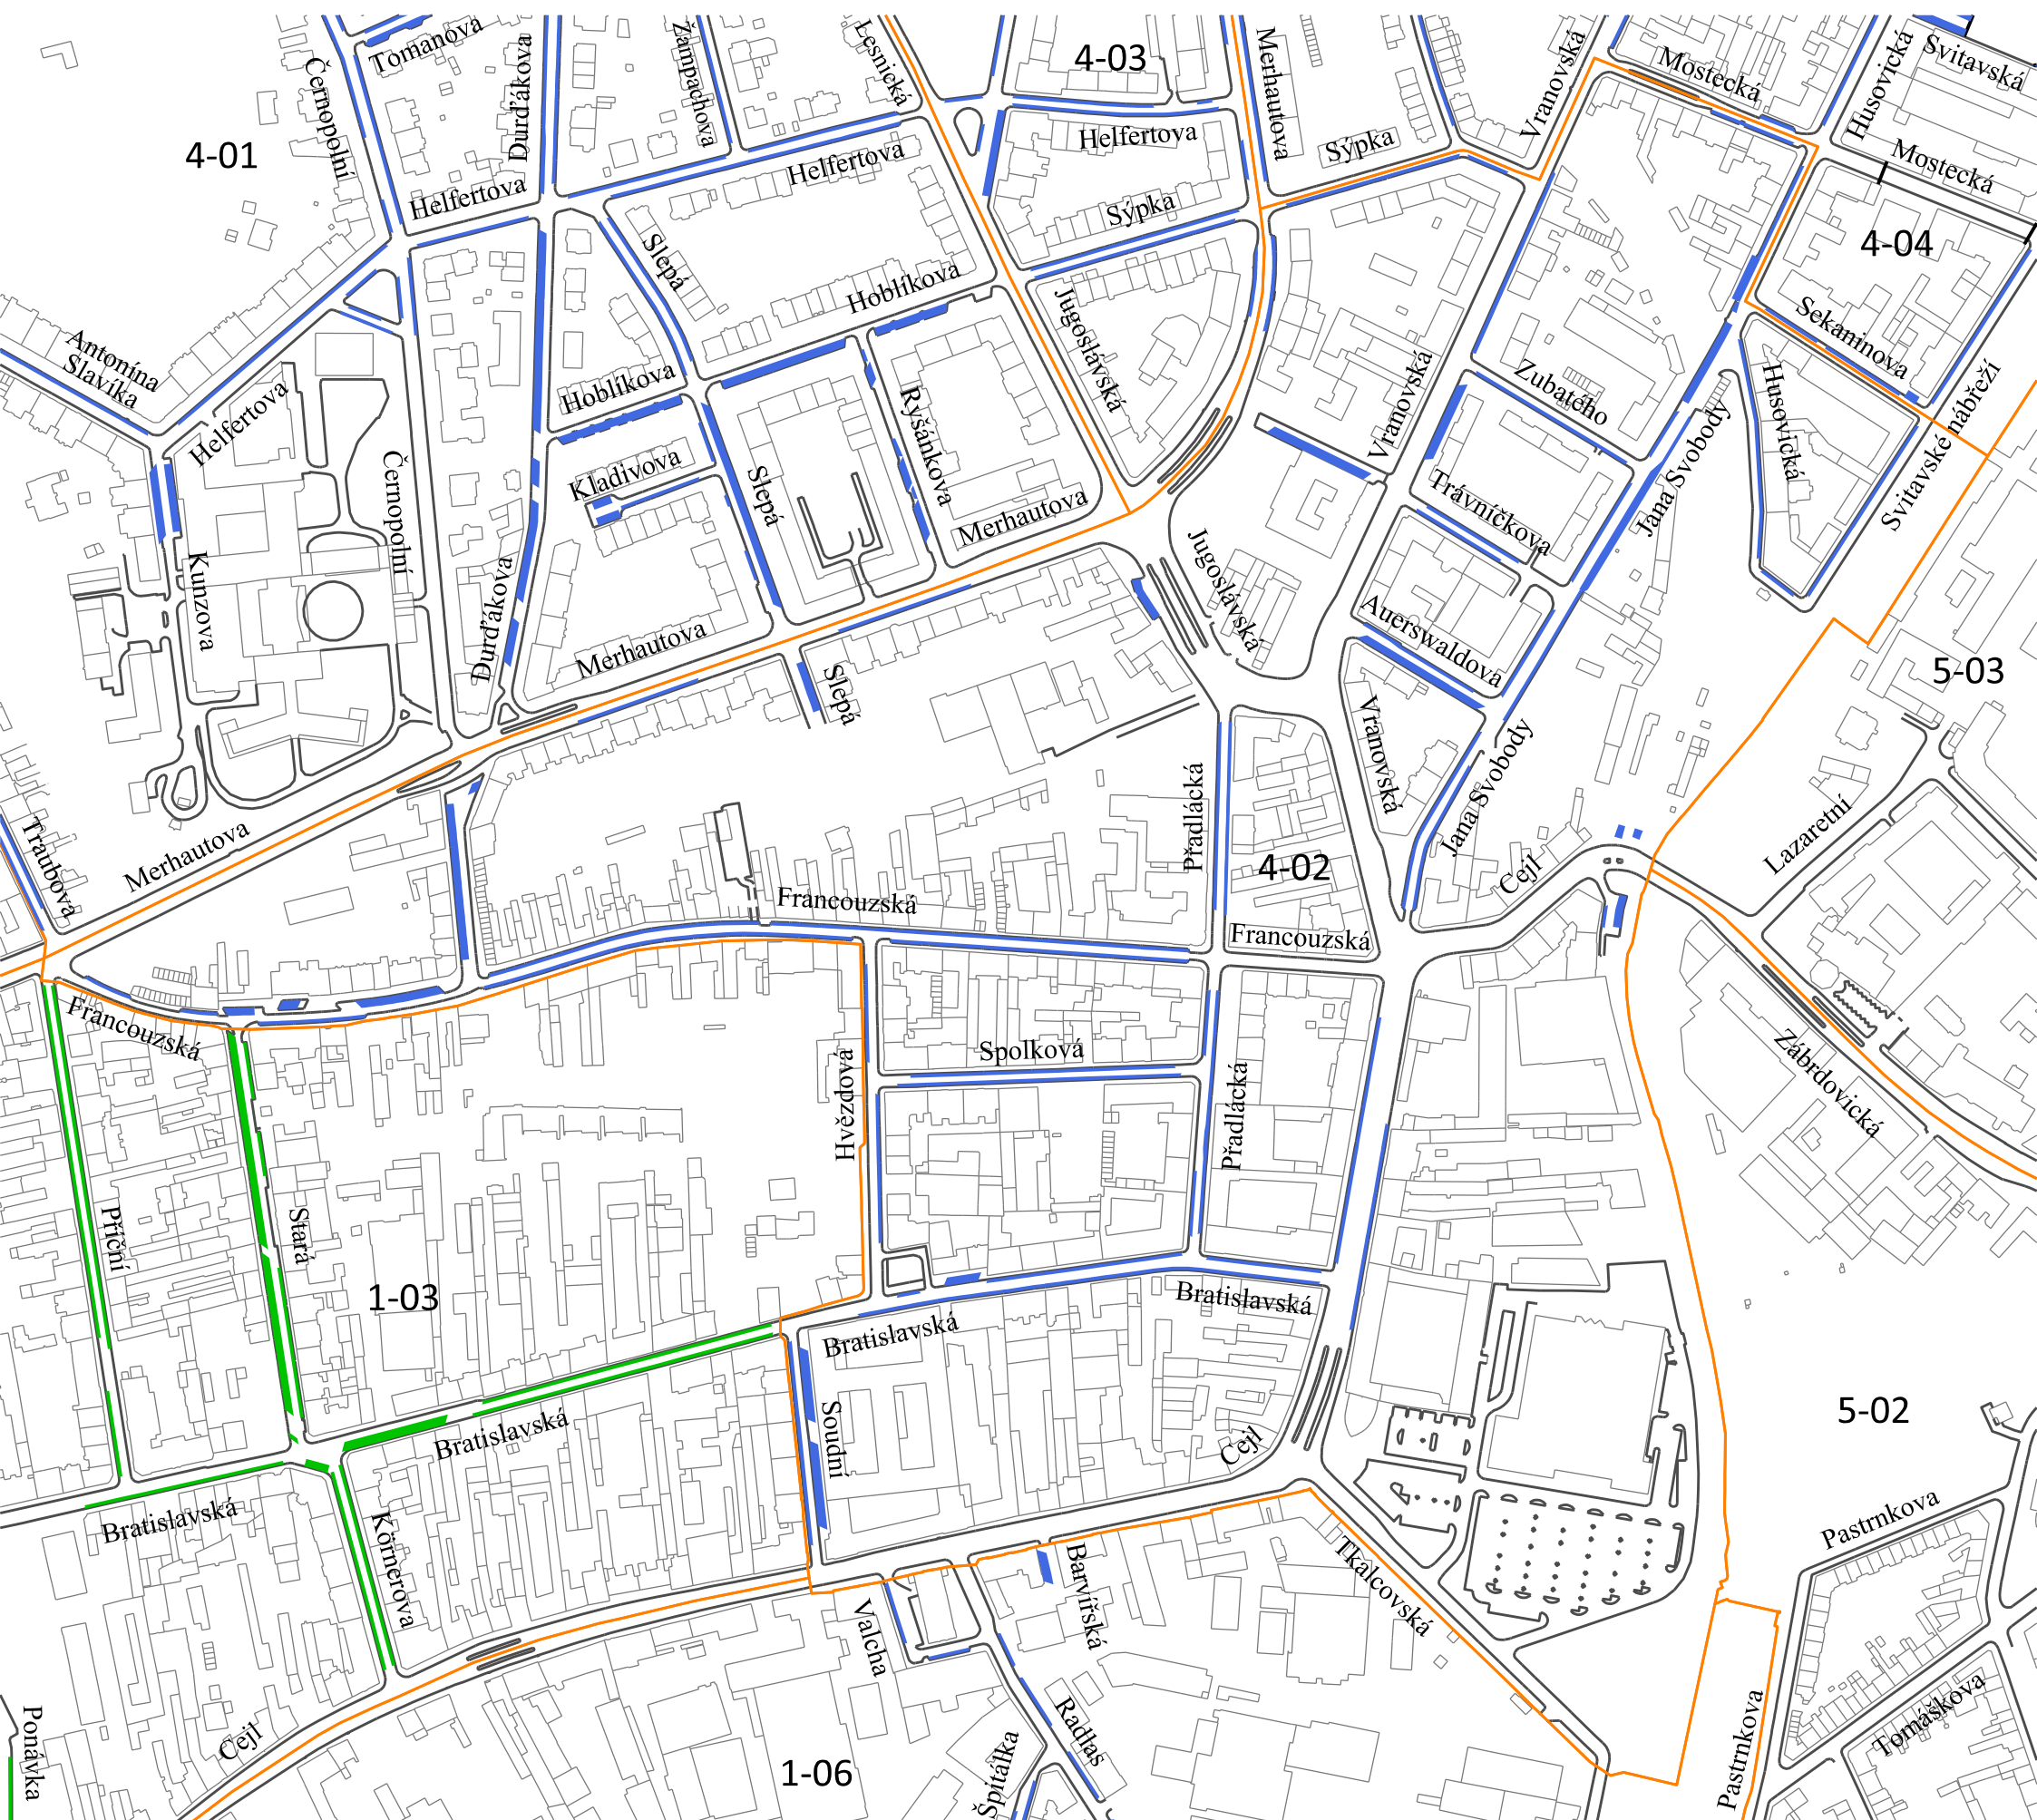 Tomanova
Durďákova
Zampachova
Lesnická
4-03
Merhautova
Vranovská
Mostecká
Husovická
Svitavská
Černopolní
4-01
Helfertova
Sýpka
Helfertova
Mostecká
Helfertova
Sýpka
4-04
Slepá
Hoblíkova
Jugoslávská
Sekaninova
Antonína
Slavíka
Hoblíkova
Vranovská
Zubatého
Husovická
Svitavské nábřeží
Helfertova
Ryšánkova
Kladivova
Černopolní
Slepá
Merhautova
Trávníčkova
Jana Svobody
Kunzova
Durďákova
Merhautova
Jugoslávská
Auerswaldova
5-03
Slepá
Vranovská
Jana Svobody
Přadlácká
Traubova
Merhautova
4-02
Cejl
Lazaretní
Francouzská
Francouzská
Francouzská
Spolková
Hvězdová
Přadlácká
Zábrdovická
Příční
Stará
1-03
Bratislavská
Bratislavská
5-02
Bratislavská
Soudní
Cejl
Bratislavská
Körnerova
Pastrnkova
Barvířská
Tkalcovská
Valcha
Ponávka
Cejl
Radlas
Špitálka
1-06
Pastrnkova
Tomáškova